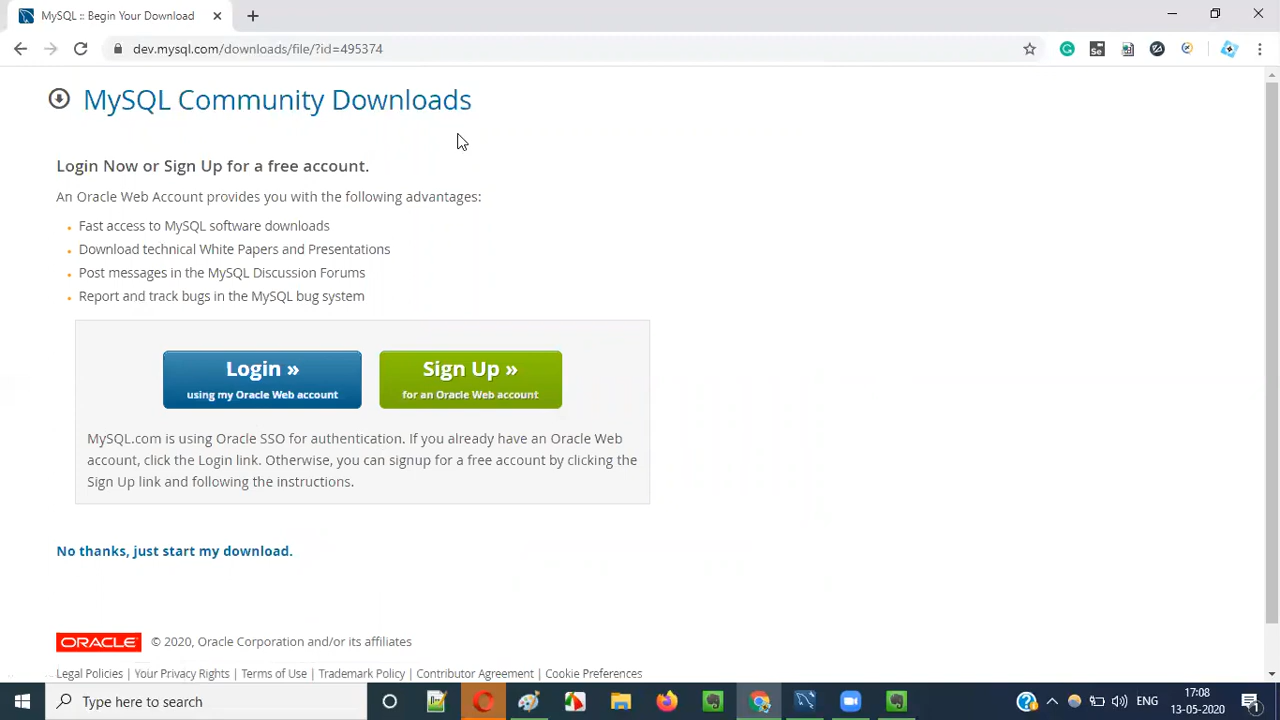 MySQL :: Begin Your Download
dev.mysql.com/downloads/file/?id=495374
MySQL Community Downloads
Login Now or Sign Up for a free account.
An Oracle Web Account provides you with the following advantages:
Fast access to MySQL software downloads
Download technical White Papers and Presentations
Post messages in the MySQL Discussion Forums
Report and track bugs in the MySQL bug system
Login »
using my Oracle Web account
Sign Up »
for an Oracle Web account
MySQL.com is using Oracle SSO for authentication. If you already have an Oracle Web
account, click the Login link. Otherwise, you can signup for a free account by clicking the
Sign Up link and following the instructions.
No thanks, just start my download.
ORACLE © 2020, Oracle Corporation and/or its affiliates
Legal Policies | Your Privacy Rights | Terms of Use | Trademark Policy | Contributor Agreement | Cookie Preferences
Type here to search
ENG
17:08
13-05-2020